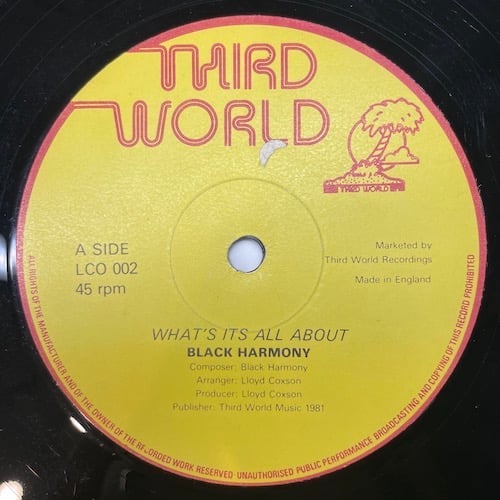 THIRD
WORLD
THIRD WORLD
A SIDE
LCO 002
45 rpm
Marketed by
Third World Recordings
Made in England
WHAT'S ITS ALL ABOUT
BLACK HARMONY
Composer: Black Harmony
Arranger: Lloyd Coxson
Producer: Lloyd Coxson
Publisher: Third World Music 1981
ALL RIGHTS OF THE MANUFACTURER AND OF THE OWNER OF THE RECORDED WORK RESERVED · UNAUTHORISED PUBLIC PERFORMANCE BROADCASTING AND COPYING OF THIS RECORD PROHIBITED